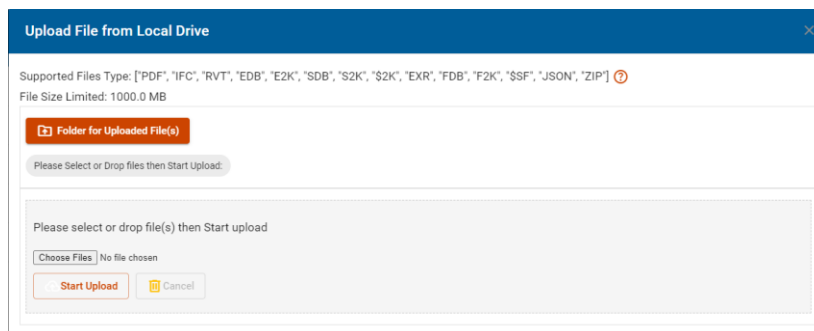 Upload File from Local Drive
Supported Files Type: ["PDF", "IFC", "RVT", "EDB", "E2K", "SDB", "S2K", "$2K", "EXR", "FDB", "F2K", "$SF", "JSON", "ZIP"] ?
File Size Limited: 1000.0 MB
Folder for Uploaded File(s)
Please Select or Drop files then Start Upload:
Please select or drop file(s) then Start upload
Choose Files No file chosen
Start Upload Cancel